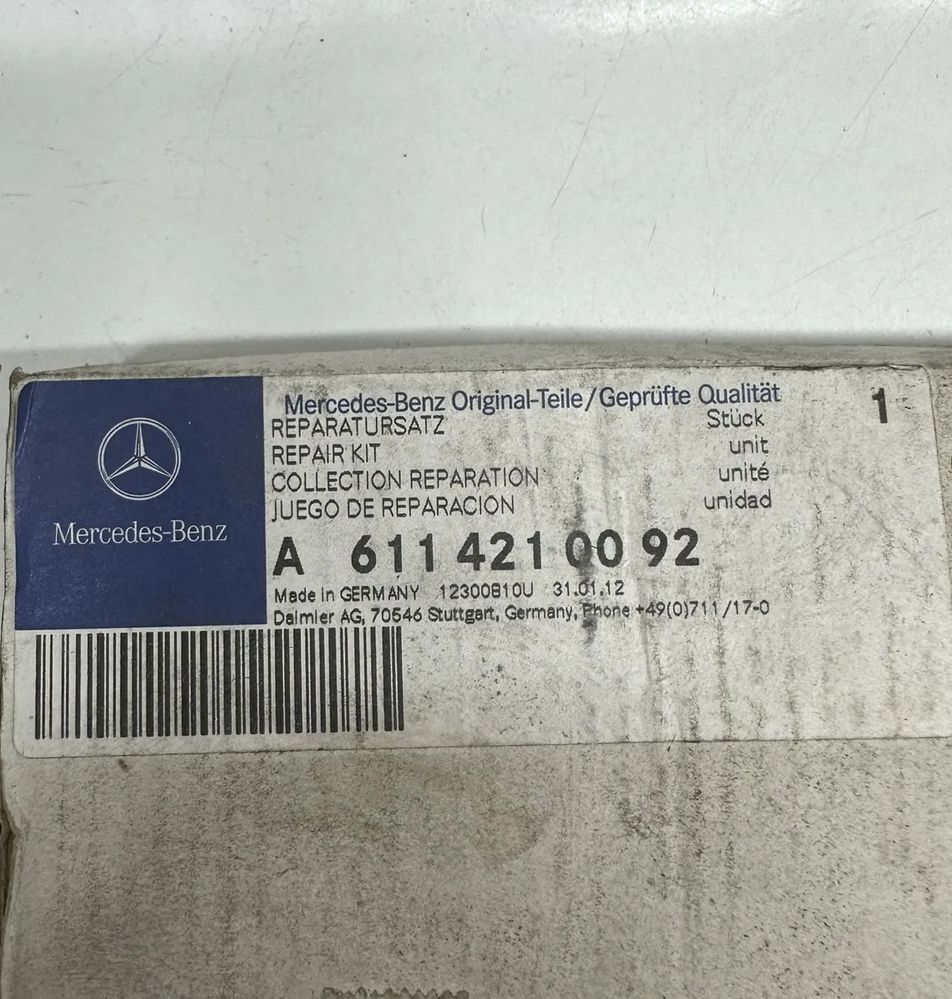 Mercedes-Benz
Mercedes-Benz Original-Teile/Geprüfte Qualität
REPARATURSATZ Stück 1
REPAIR KIT unit
COLLECTION REPARATION unité
JUEGO DE REPARACION unidad
A 611 421 00 92
Made in GERMANY 12300810U 31.01.12
Daimler AG, 70546 Stuttgart, Germany, Phone +49(0)711/17-0